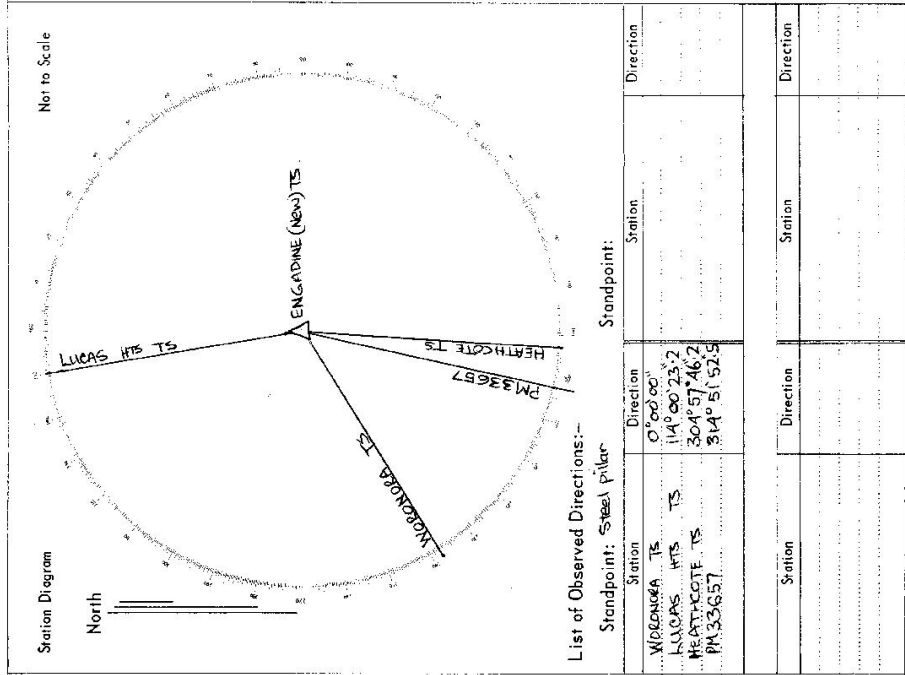 Station Diagram
Not to Scale
North
LUCAS HTS TS
ENGADINE (NEW) TS.
WORONORA TS
PM33657
HEATHCOTE TS
List of Observed Directions:-
Standpoint: Steel pillar
Standpoint:
Station Direction Station Direction
WORONORA TS 0°00'00"
LUCAS HTS TS 114°00'23.2
HEATHCOTE TS 304°57'46.2
PM33657 314°51'52.5
Station Direction Station Direction